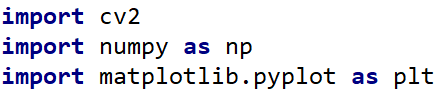 import cv2
import numpy as np
import matplotlib.pyplot as plt